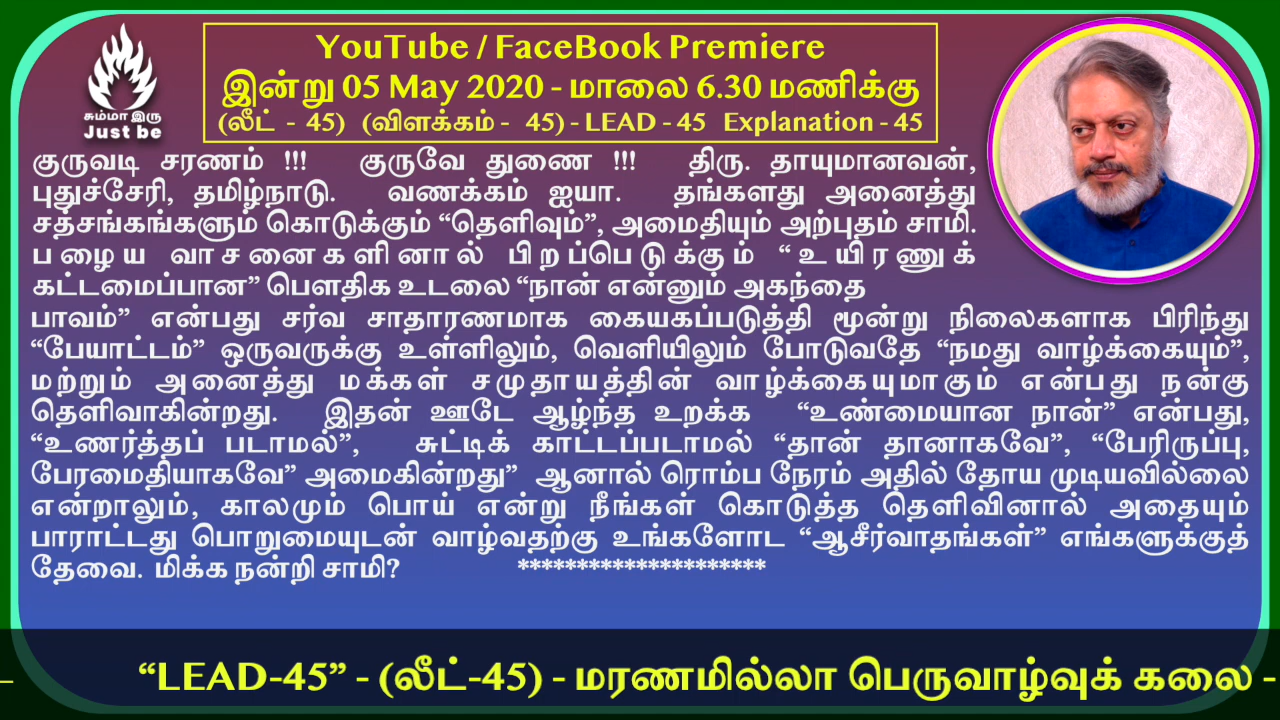 சும்மா இரு
Just be
YouTube / FaceBook Premiere
இன்று 05 May 2020 - மாலை 6.30 மணிக்கு
(லீட் - 45) (விளக்கம் - 45) - LEAD - 45 Explanation - 45
குருவடி சரணம் !!! குருவே துணை !!! திரு. தாயுமானவன்,
புதுச்சேரி, தமிழ்நாடு. வணக்கம் ஐயா. தங்களது அனைத்து
சத்சங்கங்களும் கொடுக்கும் “தெளிவும்”, அமைதியும் அற்புதம் சாமி.
பழைய வாசனைகளினால் பிறப்பெடுக்கும் “உயிரணுக்
கட்டமைப்பான” பௌதிக உடலை “நான் என்னும் அகந்தை
பாவம்” என்பது சர்வ சாதாரணமாக கையகப்படுத்தி மூன்று நிலைகளாக பிரிந்து
“பேயாட்டம்” ஒருவருக்கு உள்ளிலும், வெளியிலும் போடுவதே “நமது வாழ்க்கையும்”,
மற்றும் அனைத்து மக்கள் சமுதாயத்தின் வாழ்க்கையுமாகும் என்பது நன்கு
தெளிவாகின்றது. இதன் ஊடே ஆழ்ந்த உறக்க “உண்மையான நான்” என்பது,
“உணர்த்தப் படாமல்”, சுட்டிக் காட்டப்படாமல் “தான் தானாகவே”, “பேரிருப்பு,
பேரமைதியாகவே” அமைகின்றது” ஆனால் ரொம்ப நேரம் அதில் தோய முடியவில்லை
என்றாலும், காலமும் பொய் என்று நீங்கள் கொடுத்த தெளிவினால் அதையும்
பாராட்டது பொறுமையுடன் வாழ்வதற்கு உங்களோட “ஆசீர்வாதங்கள்” எங்களுக்குத்
தேவை. மிக்க நன்றி சாமி? *********************
“LEAD-45” - (லீட்-45) - மரணமில்லா பெருவாழ்வுக் கலை -